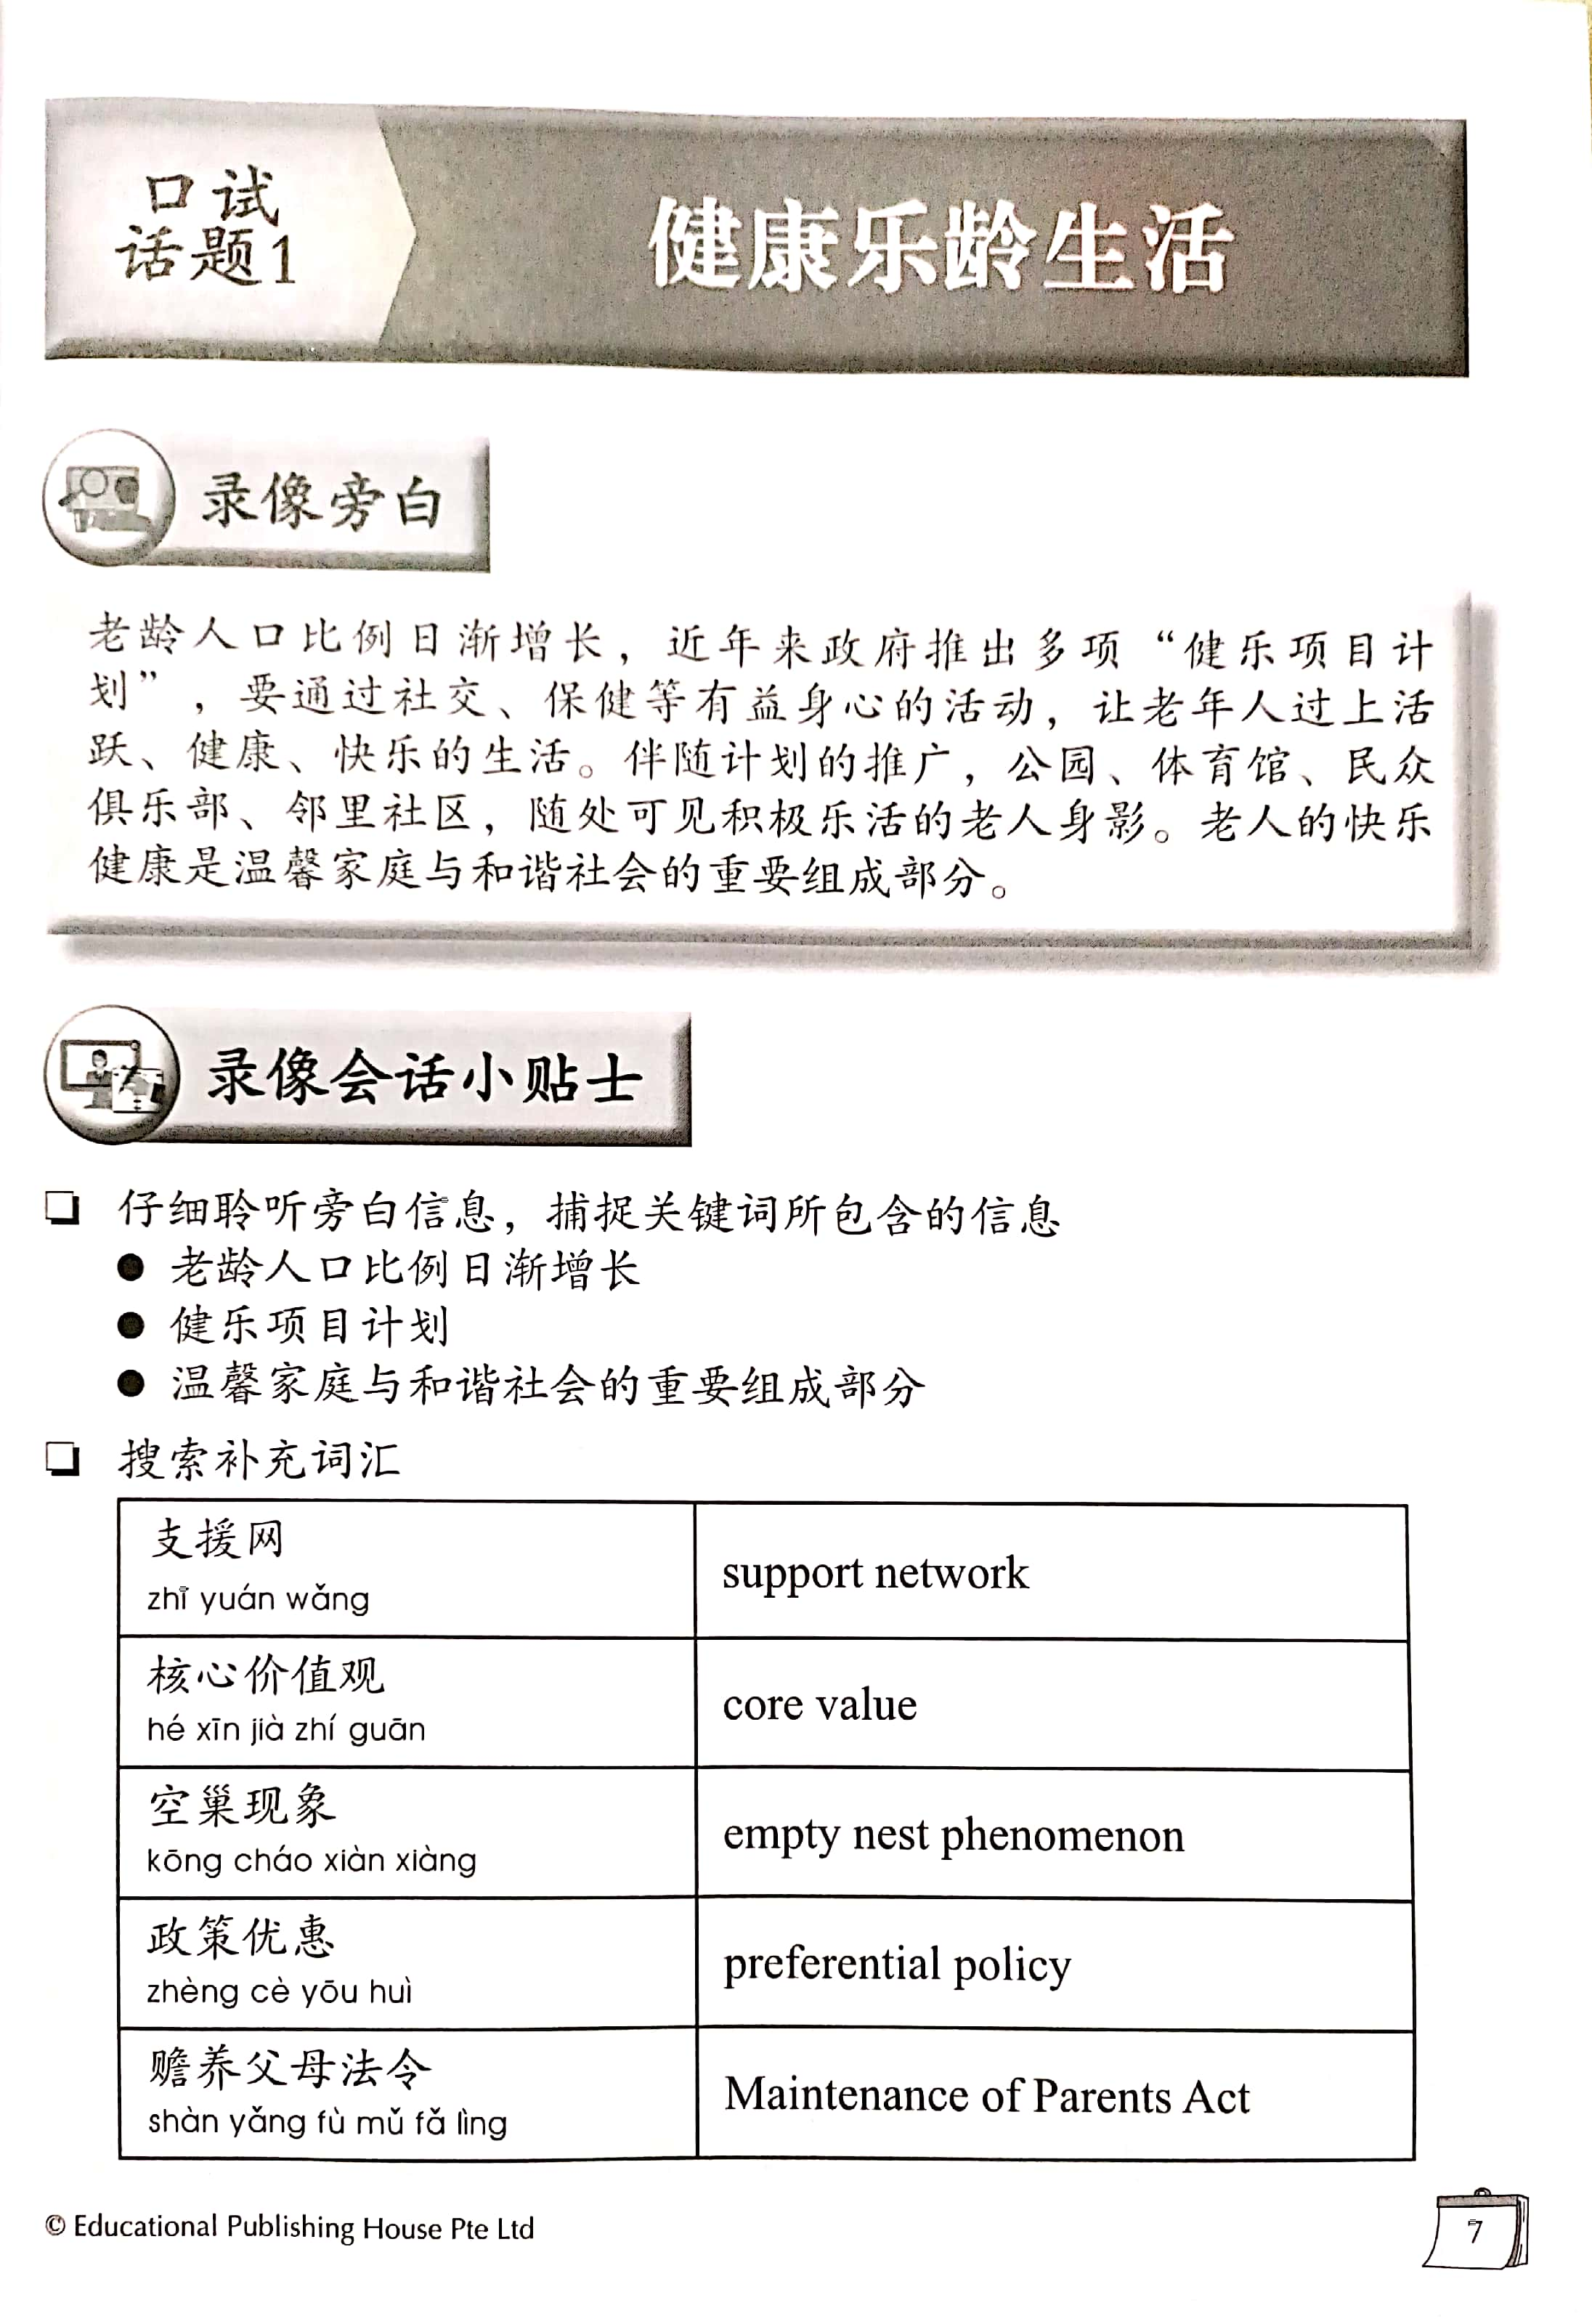 口试
话题1
健康乐龄生活
录像旁白
老龄人口比例日渐增长，近年来政府推出多项“健乐项目计
划”，要通过社交、保健等有益身心的活动，让老年人过上活
跃、健康、快乐的生活。伴随计划的推广，公园、体育馆、民众
俱乐部、邻里社区，随处可见积极乐活的老人身影。老人的快乐
健康是温馨家庭与和谐社会的重要组成部分。
录像会话小贴士
仔细聆听旁白信息，捕捉关键词所包含的信息
● 老龄人口比例日渐增长
● 健乐项目计划
● 温馨家庭与和谐社会的重要组成部分
搜索补充词汇
支援网
zhī yuán wǎng
support network
核心价值观
hé xīn jià zhí guān
core value
空巢现象
kōng cháo xiàn xiàng
empty nest phenomenon
政策优惠
zhèng cè yōu huì
preferential policy
赡养父母法令
shàn yǎng fù mǔ fǎ lìng
Maintenance of Parents Act
© Educational Publishing House Pte Ltd
7